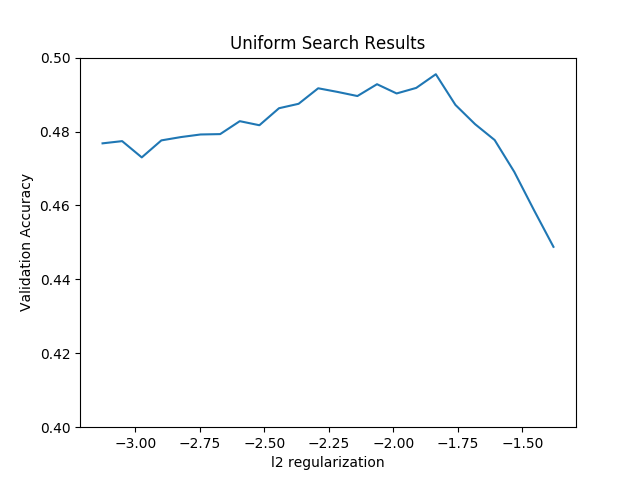 Uniform Search Results
0.50
0.48
0.46
0.44
0.42
0.40
Validation Accuracy
−3.00 −2.75 −2.50 −2.25 −2.00 −1.75 −1.50
l2 regularization